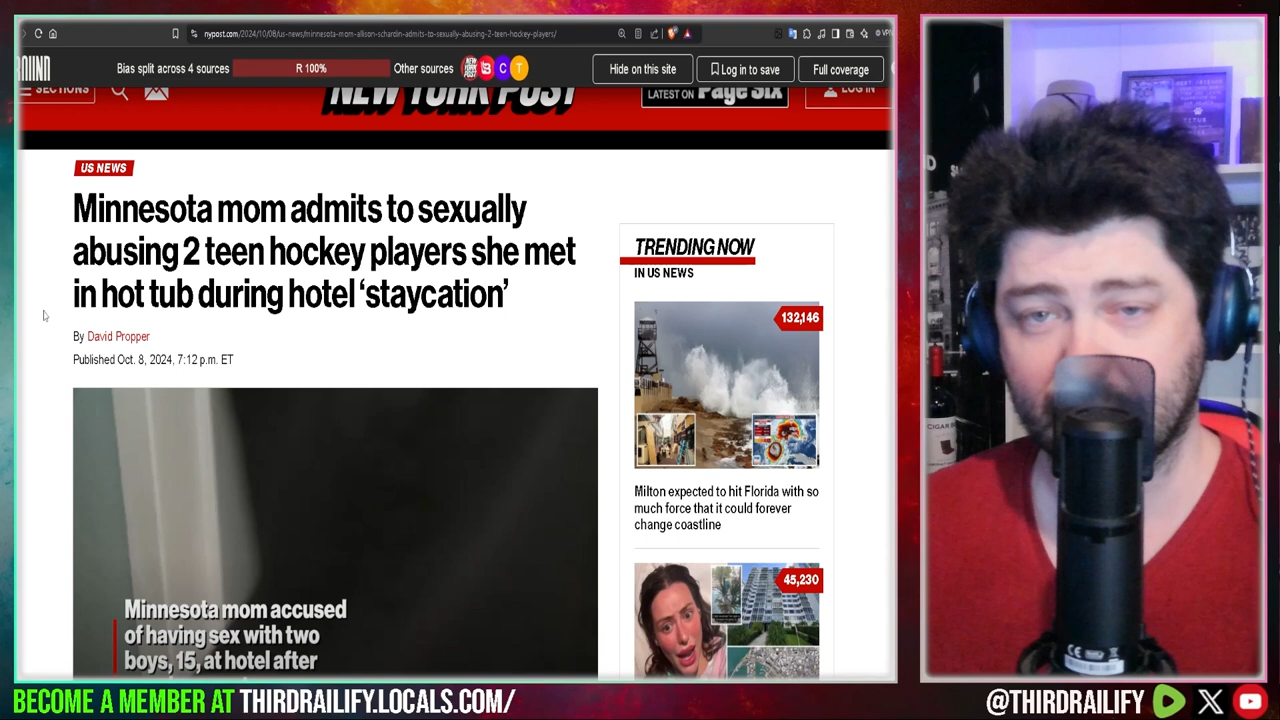 nypost.com/2024/10/08/us-news/minnesota-mom-allison-schardin-admits-to-sexually-abusing-2-teen-hockey-players/
VPN
Bias split across 4 sources
R 100%
Other sources
Hide on this site
Log in to save
Full coverage
SECTIONS
NEW YORK POST
LATEST ON Page Six
LOG IN
US NEWS
Minnesota mom admits to sexually
abusing 2 teen hockey players she met
in hot tub during hotel ‘staycation’
By David Propper
Published Oct. 8, 2024, 7:12 p.m. ET
Minnesota mom accused
of having sex with two
boys, 15, at hotel after
TRENDING NOW
IN US NEWS
132,146
Milton expected to hit Florida with so
much force that it could forever
change coastline
45,230
CIGAR
BECOME A MEMBER AT THIRDRAILIFY.LOCALS.COM/
@THIRDRAILIFY